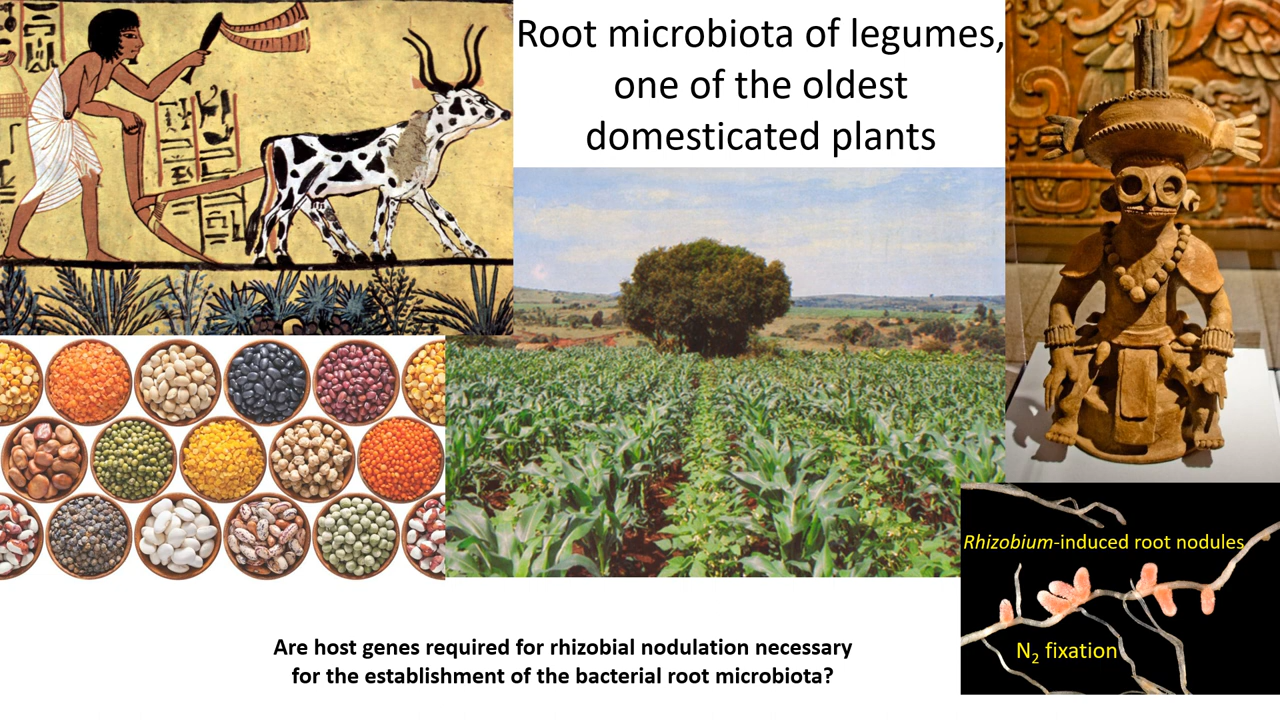 Root microbiota of legumes,
one of the oldest
domesticated plants
Rhizobium-induced root nodules
N₂ fixation
Are host genes required for rhizobial nodulation necessary
for the establishment of the bacterial root microbiota?